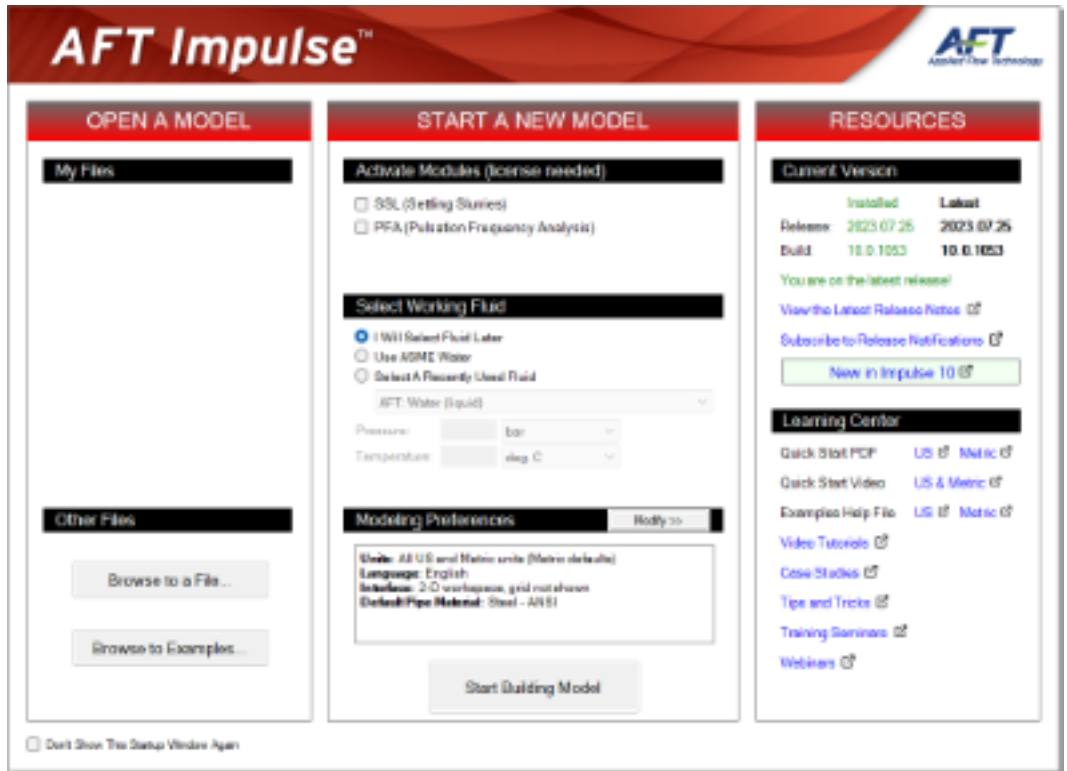 AFT Impulse™
AFT
Applied Flow Technology
OPEN A MODEL
My Files
Other Files
Browse to a File...
Browse to Examples...
START A NEW MODEL
Activate Modules (license needed)
SSL (Settling Slurries)
PFA (Pulsation Frequency Analysis)
Select Working Fluid
I Will Select Fluid Later
Use ASME Water
Select A Recently Used Fluid
AFT: Water (liquid)
Pressure: bar
Temperature: deg. C
Modeling Preferences Modify >>
Units: All US and Metric units (Metric defaults)
Language: English
Interface: 2-D workspace, grid not shown
Default Pipe Material: Steel - ANSI
Start Building Model
RESOURCES
Current Version
Installed Latest
Release: 2023.07.25 2023.07.25
Build: 10.0.1053 10.0.1053
You are on the latest release!
View the Latest Release Notes
Subscribe to Release Notifications
New in Impulse 10
Learning Center
Quick Start PDF US Metric
Quick Start Video US & Metric
Examples Help File US Metric
Video Tutorials
Case Studies
Tips and Tricks
Training Seminars
Webinars
Don't Show This Startup Window Again